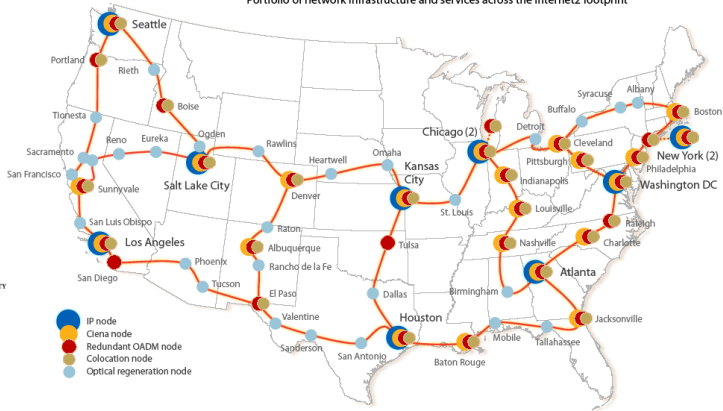 Portfolio of network infrastructure and services across the Internet2 footprint
Seattle
Portland
Rieth
Boise
Tionesta
Ogden
Reno
Eureka
Rawlins
Sacramento
San Francisco
Sunnyvale
Salt Lake City
Denver
Heartwell
Omaha
Kansas
City
Chicago (2)
Detroit
Buffalo
Syracuse
Albany
Boston
Cleveland
Pittsburgh
New York (2)
Philadelphia
Washington DC
Indianapolis
St. Louis
Louisville
Raleigh
Charlotte
Nashville
San Luis Obispo
Los Angeles
San Diego
Phoenix
Tucson
Raton
Albuquerque
Rancho de la Fe
El Paso
Tulsa
Dallas
Birmingham
Atlanta
Valentine
Sanderson
San Antonio
Houston
Baton Rouge
Mobile
Tallahassee
Jacksonville
IP node
Ciena node
Redundant OADM node
Colocation node
Optical regeneration node